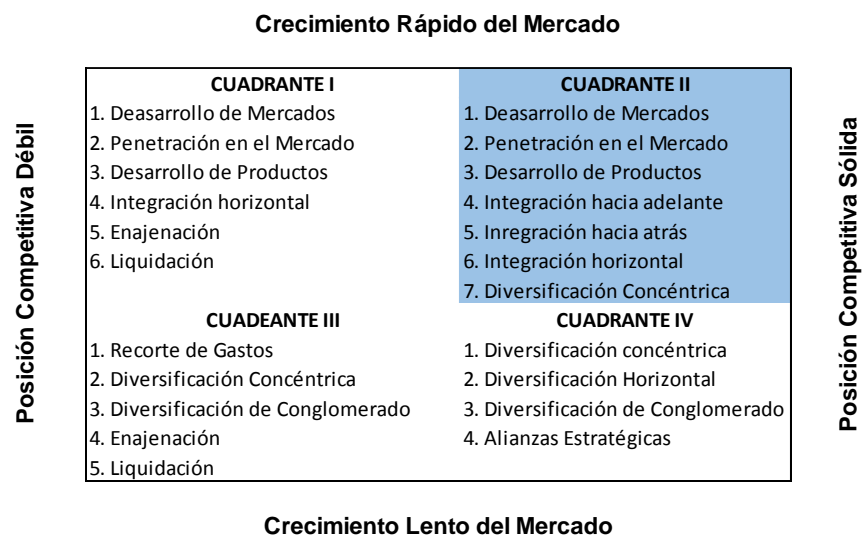 Crecimiento Rápido del Mercado
Posición Competitiva Débil
CUADRANTE I
1. Deasarrollo de Mercados
2. Penetración en el Mercado
3. Desarrollo de Productos
4. Integración horizontal
5. Enajenación
6. Liquidación
CUADRANTE II
1. Deasarrollo de Mercados
2. Penetración en el Mercado
3. Desarrollo de Productos
4. Integración hacia adelante
5. Inregración hacia atrás
6. Integración horizontal
7. Diversificación Concéntrica
CUADEANTE III
1. Recorte de Gastos
2. Diversificación Concéntrica
3. Diversificación de Conglomerado
4. Enajenación
5. Liquidación
CUADRANTE IV
1. Diversificación concéntrica
2. Diversificación Horizontal
3. Diversificación de Conglomerado
4. Alianzas Estratégicas
Posición Competitiva Sólida
Crecimiento Lento del Mercado